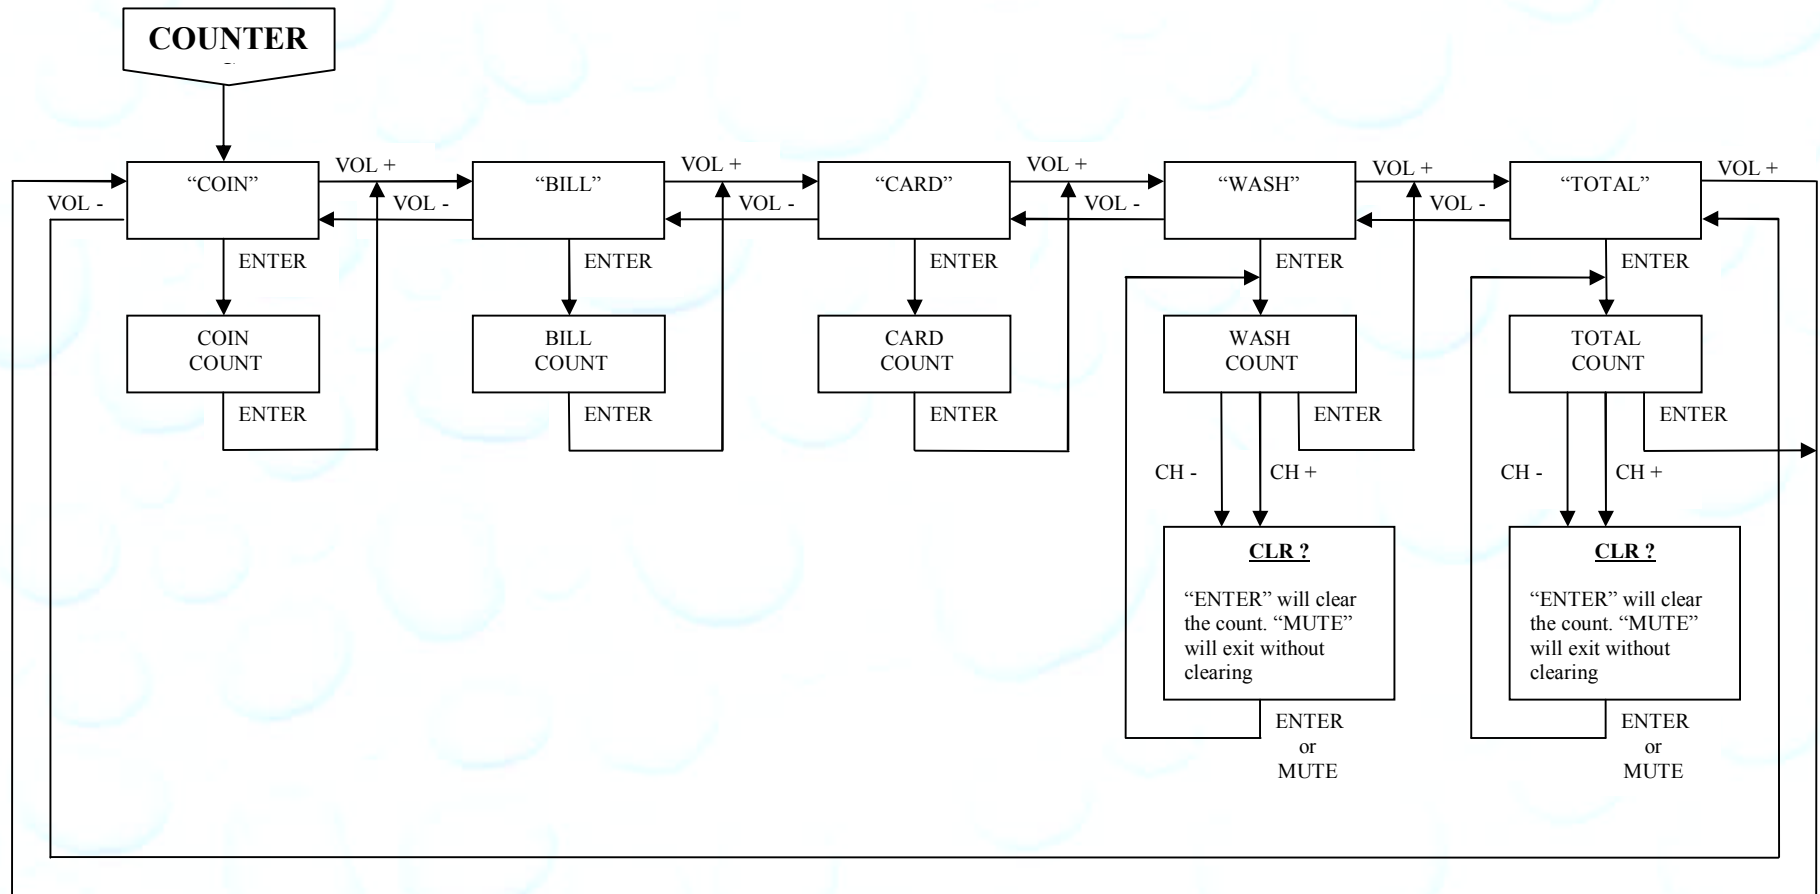 COUNTER
VOL + VOL + VOL + VOL + VOL +
“COIN” “BILL” “CARD” “WASH” “TOTAL”
VOL - VOL - VOL - VOL - VOL -
ENTER ENTER ENTER ENTER ENTER
COIN BILL CARD WASH TOTAL
COUNT COUNT COUNT COUNT COUNT
ENTER ENTER ENTER ENTER ENTER
CH - CH + CH - CH +
CLR ?
“ENTER” will clear
the count. “MUTE”
will exit without
clearing
ENTER
or
MUTE
CLR ?
“ENTER” will clear
the count. “MUTE”
will exit without
clearing
ENTER
or
MUTE